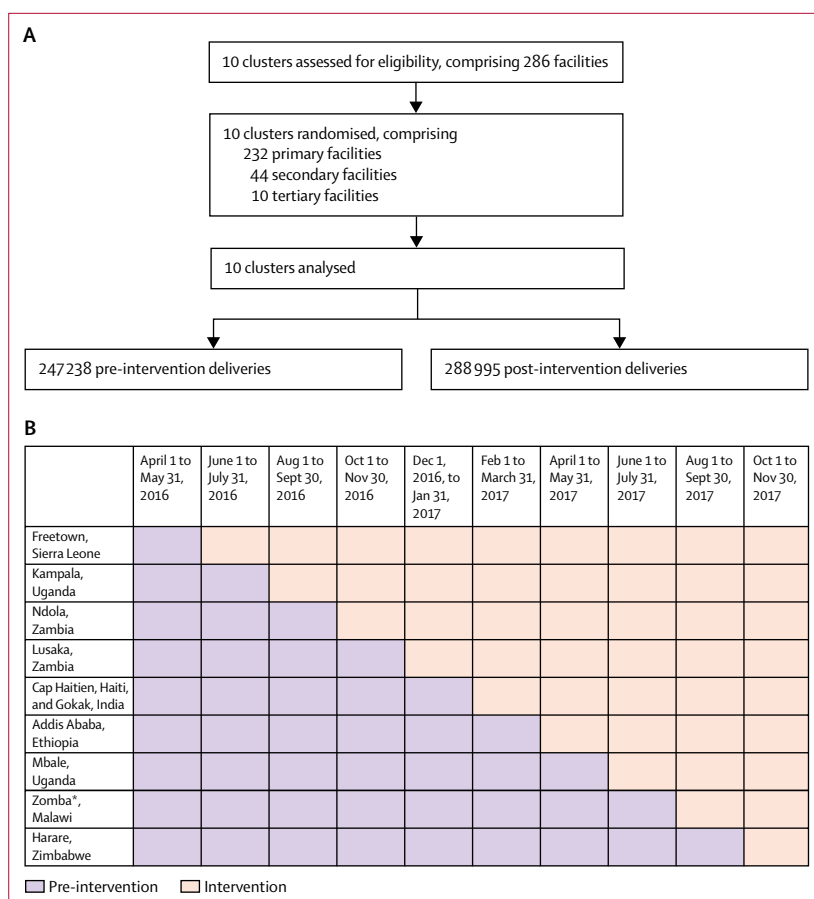 A
10 clusters assessed for eligibility, comprising 286 facilities
10 clusters randomised, comprising
232 primary facilities
44 secondary facilities
10 tertiary facilities
10 clusters analysed
247 238 pre-intervention deliveries
288 995 post-intervention deliveries
B
April 1 to
May 31,
2016
June 1 to
July 31,
2016
Aug 1 to
Sept 30,
2016
Oct 1 to
Nov 30,
2016
Dec 1,
2016, to
Jan 31,
2017
Feb 1 to
March 31,
2017
April 1 to
May 31,
2017
June 1 to
July 31,
2017
Aug 1 to
Sept 30,
2017
Oct 1 to
Nov 30,
2017
Freetown,
Sierra Leone
Kampala,
Uganda
Ndola,
Zambia
Lusaka,
Zambia
Cap Haitien, Haiti,
and Gokak, India
Addis Ababa,
Ethiopia
Mbale,
Uganda
Zomba*,
Malawi
Harare,
Zimbabwe
Pre-intervention
Intervention